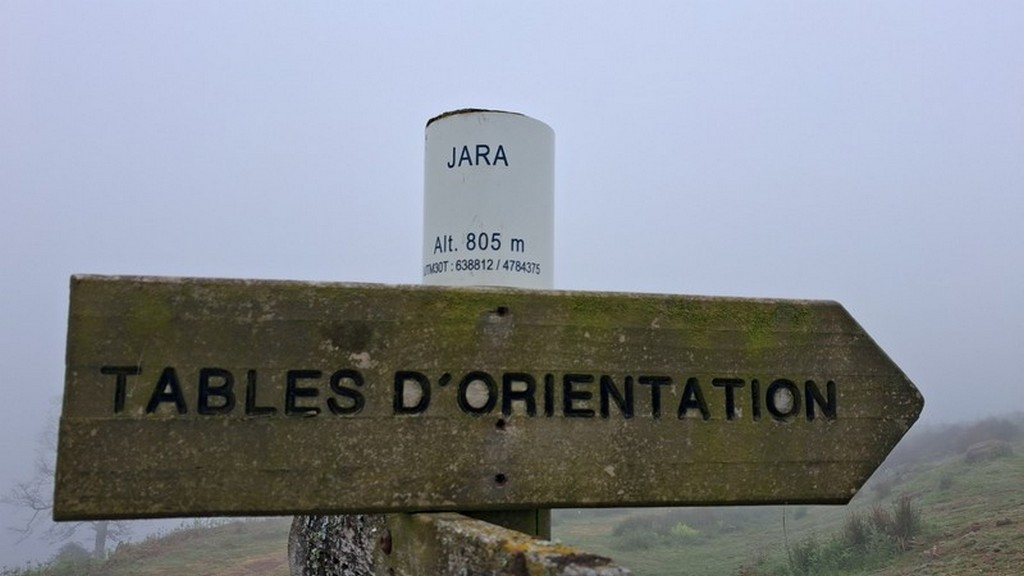 JARA
Alt. 805 m
UTM30T : 638812 / 4784375
TABLES D'ORIENTATION